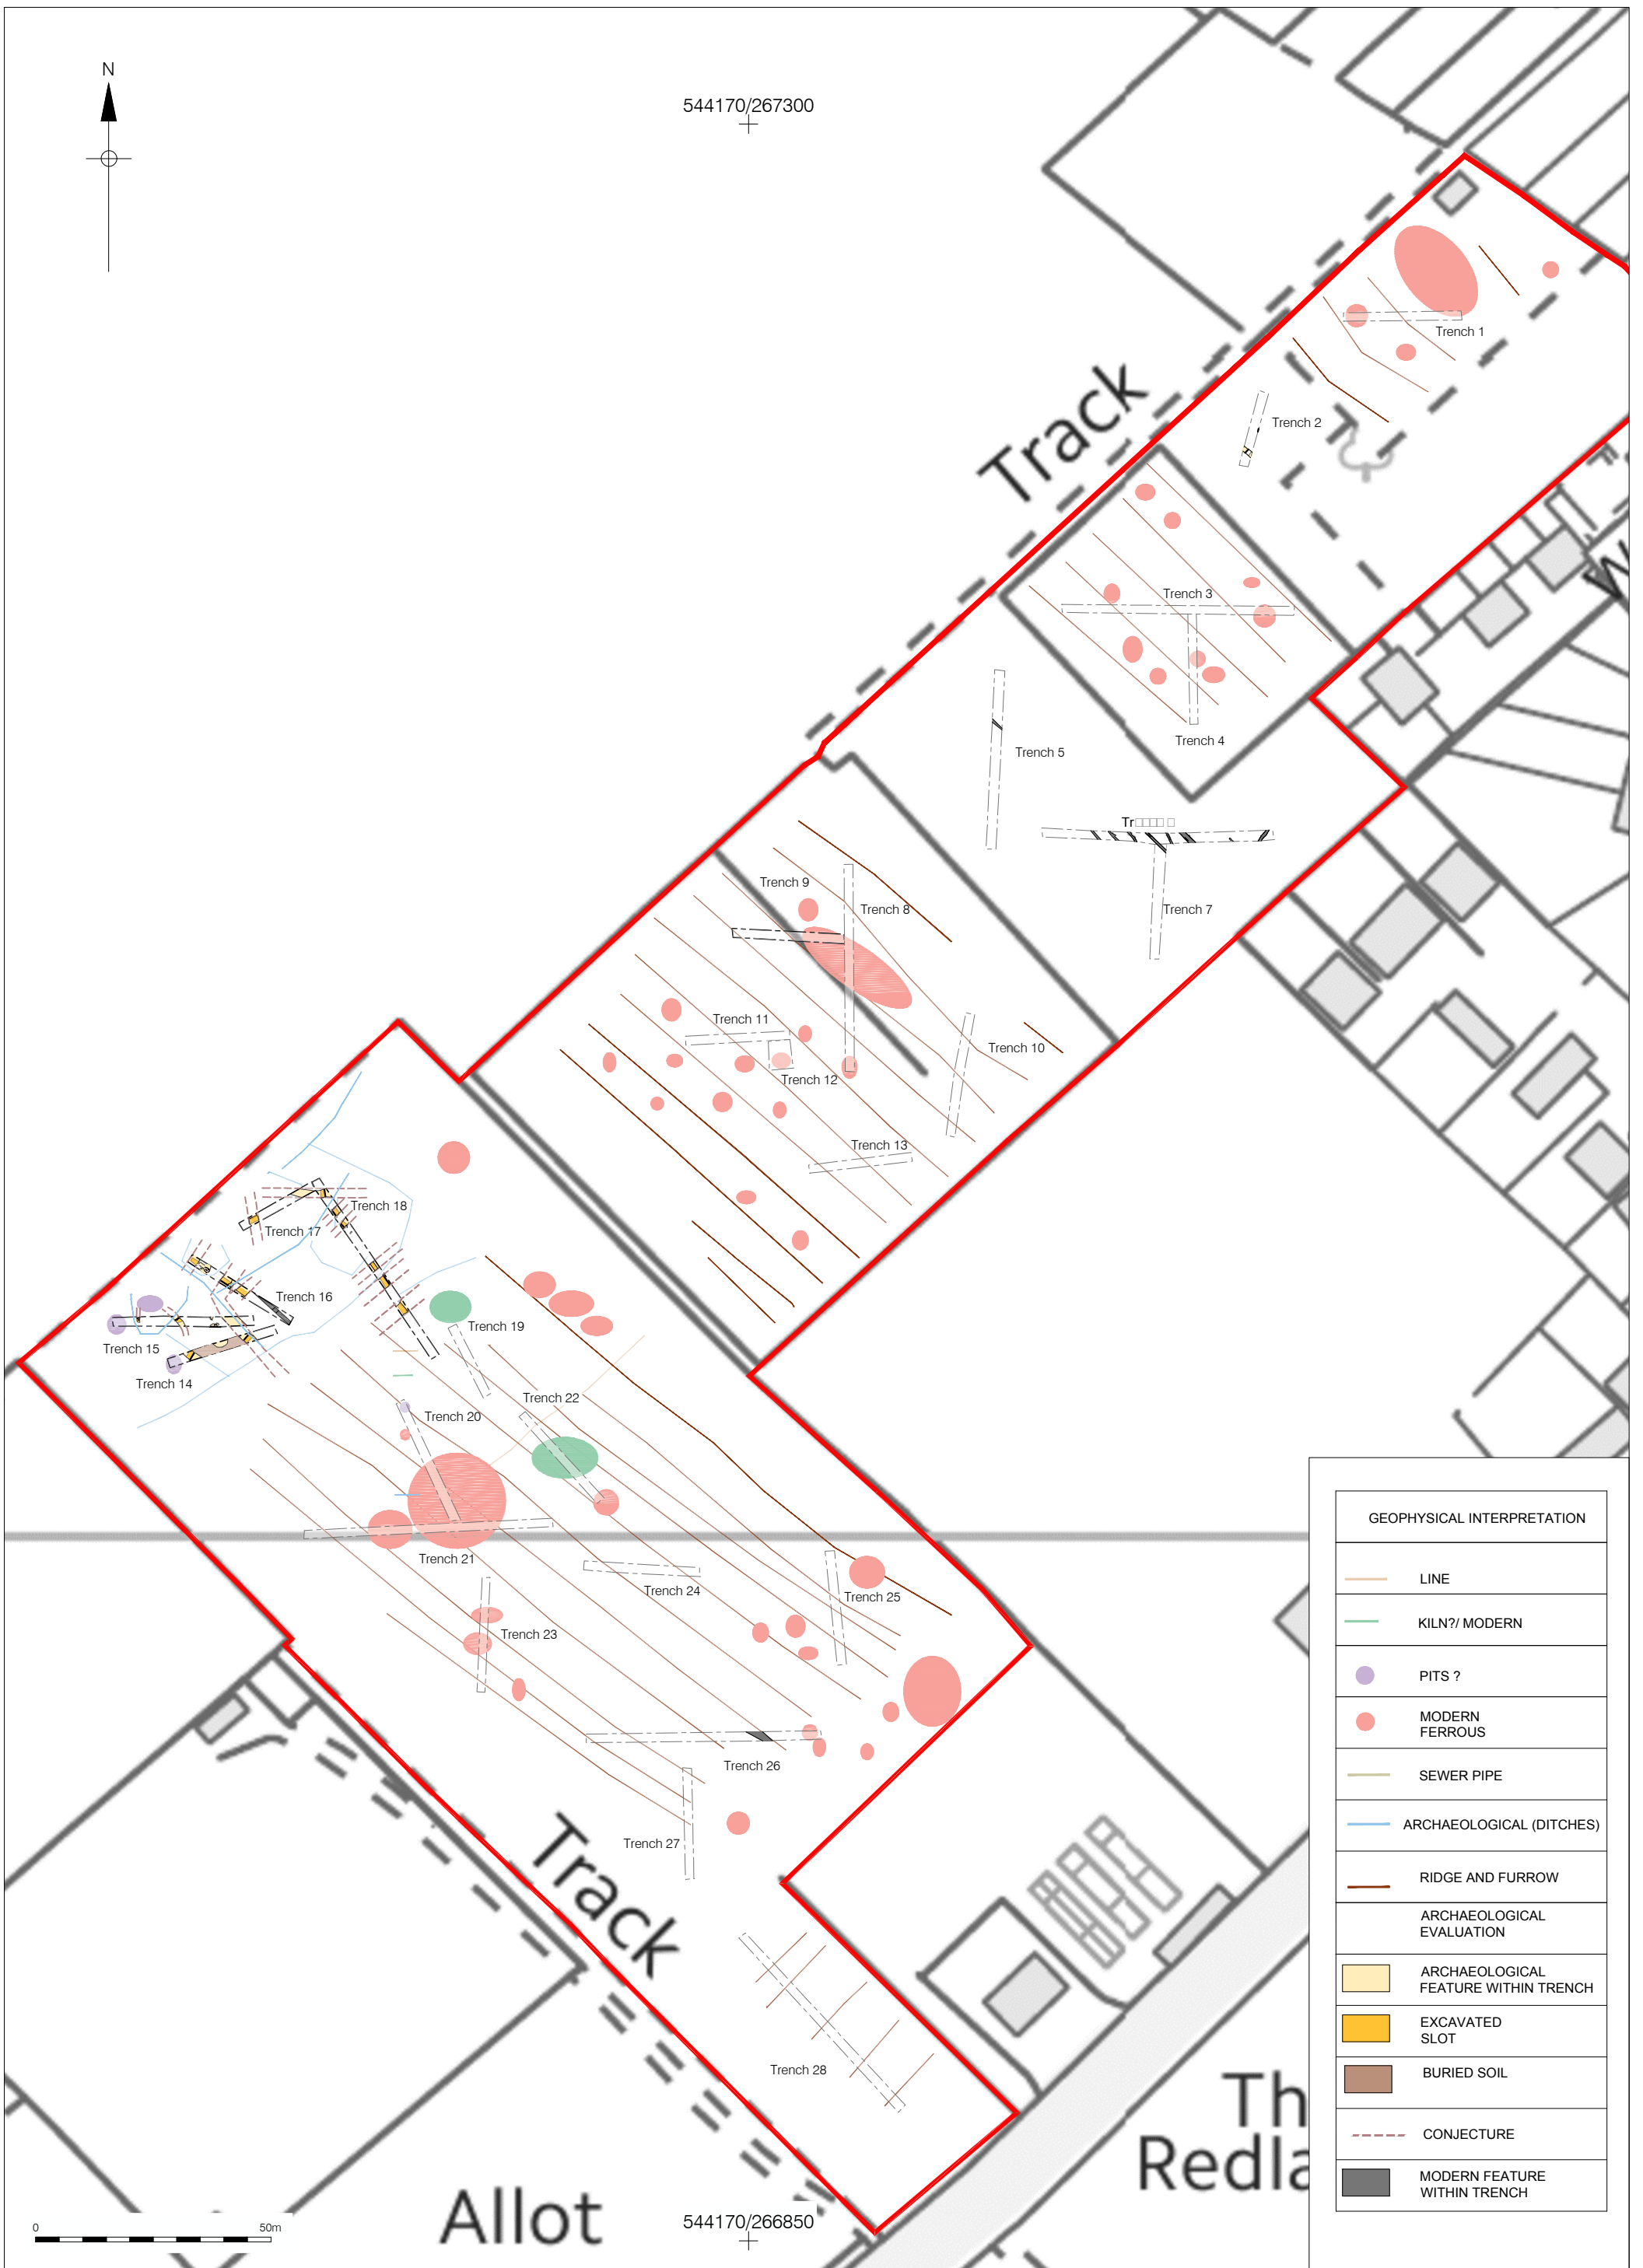 N
544170/267300
Trench 1
Track
Trench 2
Trench 3
Trench 4
Trench 5
Trench 9
Trench 8
Trench 7
Trench 11
Trench 10
Trench 12
Trench 13
Trench 18
Trench 17
Trench 16
Trench 19
Trench 15
Trench 14
Trench 22
Trench 20
Trench 21
Trench 24
Trench 25
Trench 23
Trench 26
Trench 27
Track
Trench 28
Th
Redla
Allot
0 50m
544170/266850
GEOPHYSICAL INTERPRETATION
LINE
KILN?/ MODERN
PITS ?
MODERN
FERROUS
SEWER PIPE
ARCHAEOLOGICAL (DITCHES)
RIDGE AND FURROW
ARCHAEOLOGICAL
EVALUATION
ARCHAEOLOGICAL
FEATURE WITHIN TRENCH
EXCAVATED
SLOT
BURIED SOIL
CONJECTURE
MODERN FEATURE
WITHIN TRENCH